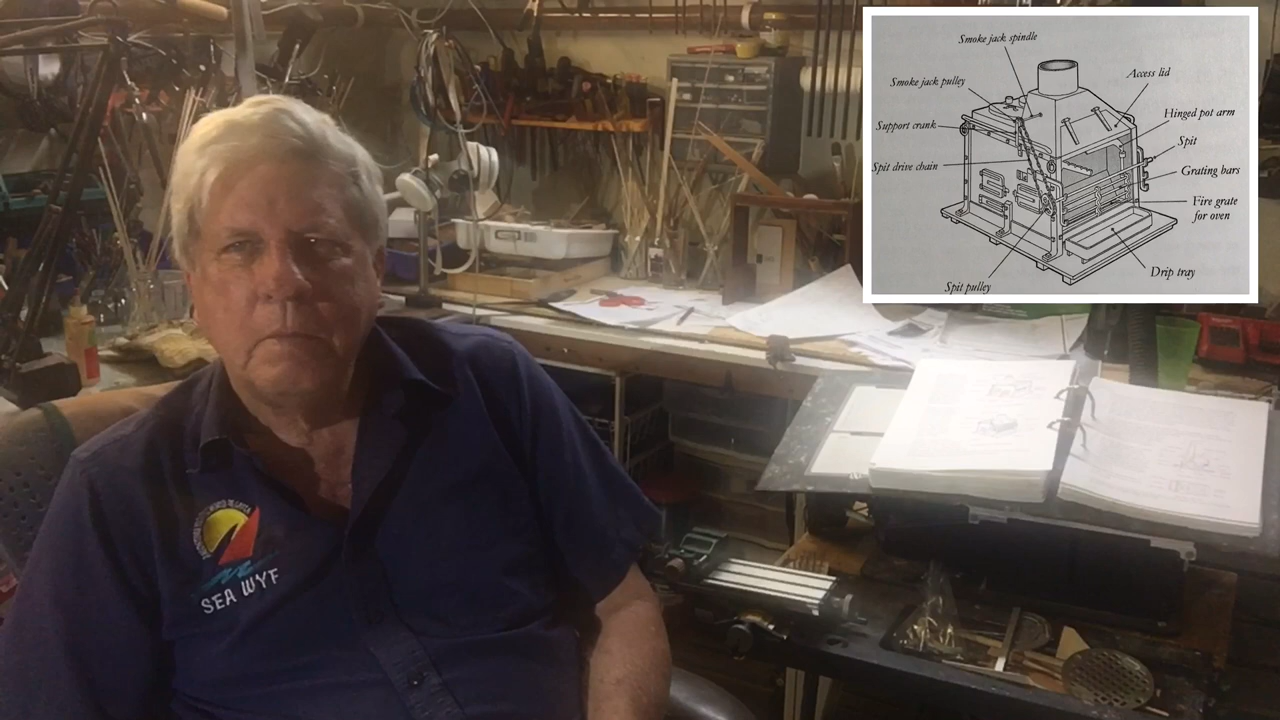 Smoke jack spindle
Access lid
Smoke jack pulley
Hinged pot arm
Support crank
Spit
Spit drive chain
Grating bars
Fire grate
for oven
Drip tray
Spit pulley
SEA WYF